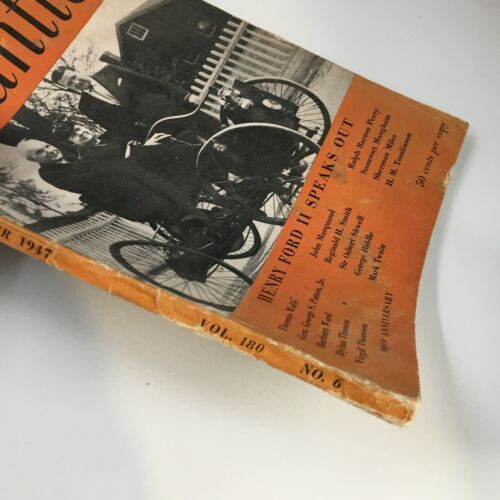 antic
HENRY FORD II SPEAKS OUT
Thomas Wolfe
Gen. George S. Patton, Jr.
Barbara Ward
Dylan Thomas
Virgil Thomson
John Marquand
Reginald H. Smith
Sir Osbert Sitwell
George Biddle
Mark Twain
Ralph Barton Perry
Somerset Maugham
Sherman Miles
H. M. Tomlinson
90TH ANNIVERSARY
50 cents per copy
ER 1947
VOL. 180
NO. 6